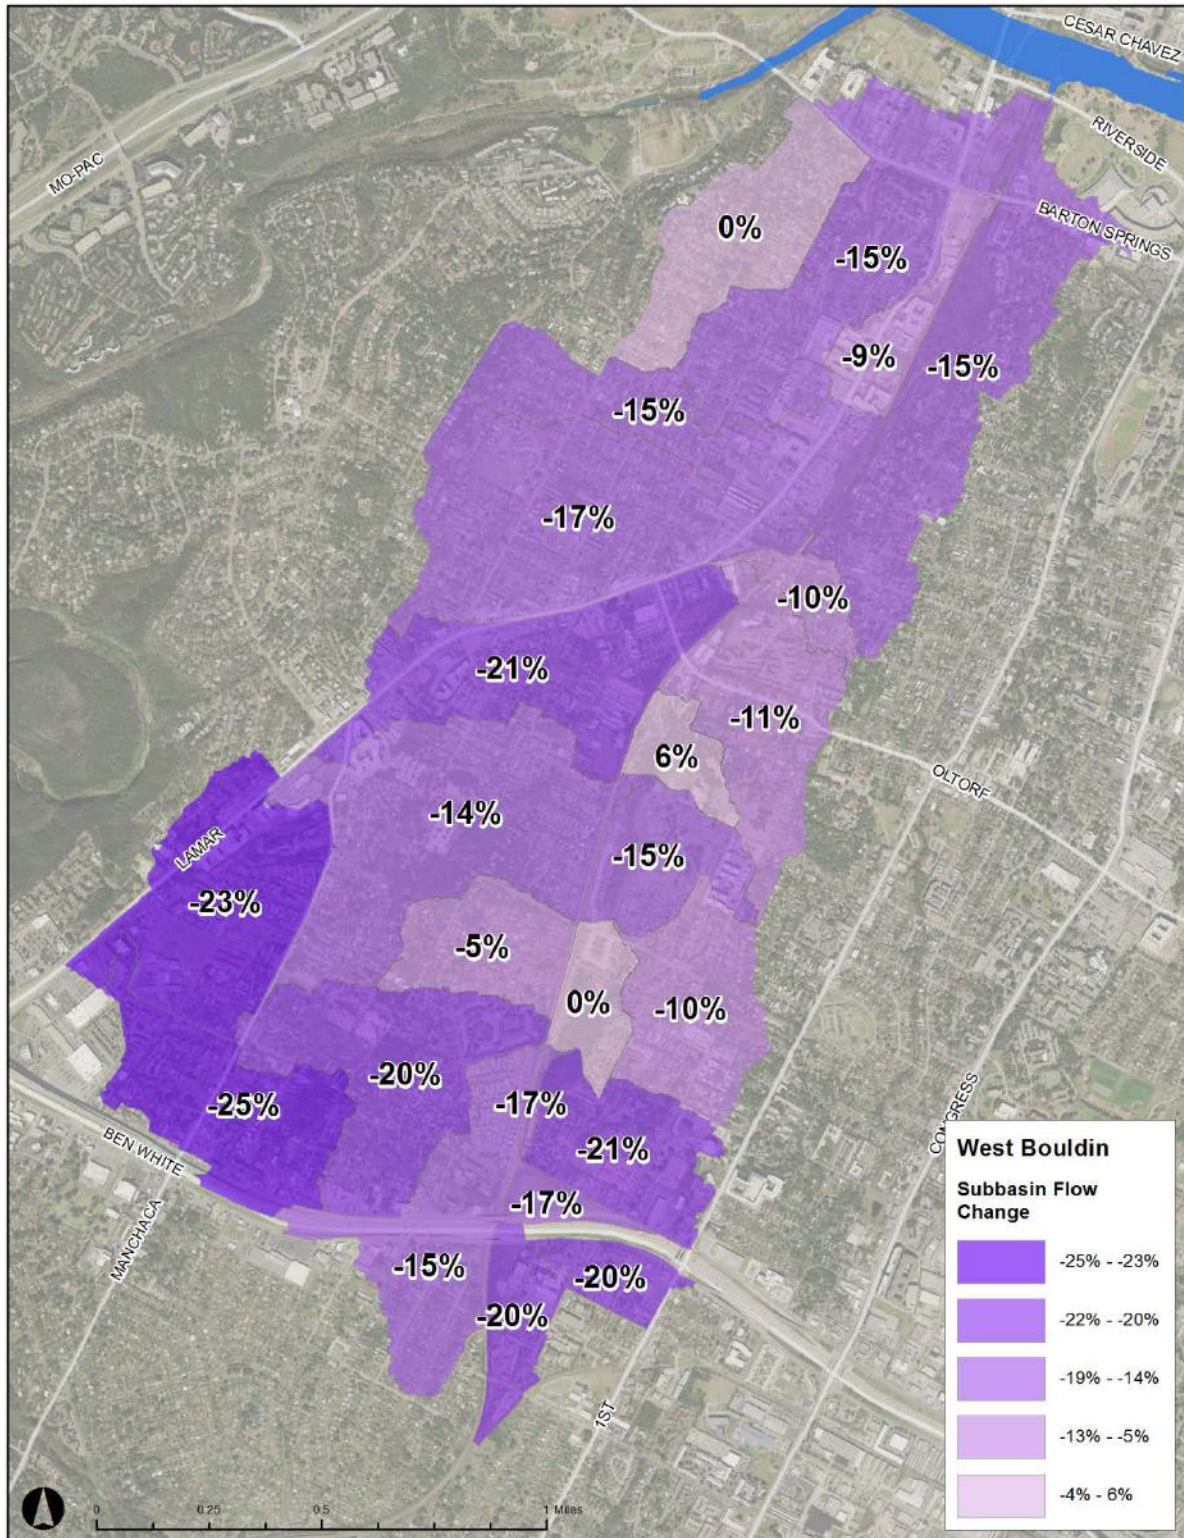 CESAR CHAVEZ
RIVERSIDE
MO-PAC
BARTON SPRINGS
0%
-15%
-9%
-15%
-15%
-17%
-10%
-21%
-11%
6%
OLTORF
-14%
LAMAR
-15%
-23%
-5%
0%
-10%
-20%
-25%
-17%
CONGRESS
BEN WHITE
-21%
-17%
MANCHACA
-15%
-20%
-20%
1ST
West Bouldin
Subbasin Flow
Change
-25% - -23%
-22% - -20%
-19% - -14%
-13% - -5%
-4% - 6%
0 0.25 0.5 1 Miles